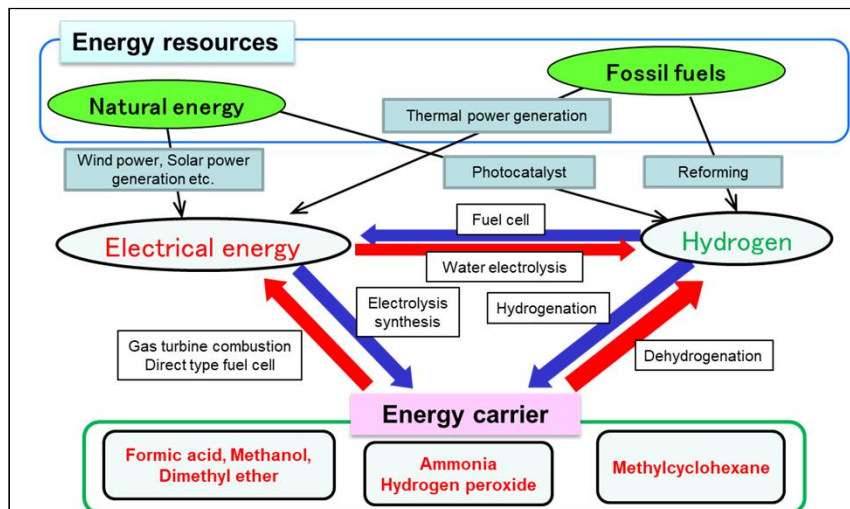 Energy resources
Fossil fuels
Natural energy
Thermal power generation
Wind power, Solar power
generation etc.
Photocatalyst
Reforming
Fuel cell
Electrical energy
Hydrogen
Water electrolysis
Electrolysis
synthesis
Hydrogenation
Gas turbine combustion
Direct type fuel cell
Dehydrogenation
Energy carrier
Formic acid, Methanol,
Dimethyl ether
Ammonia
Hydrogen peroxide
Methylcyclohexane